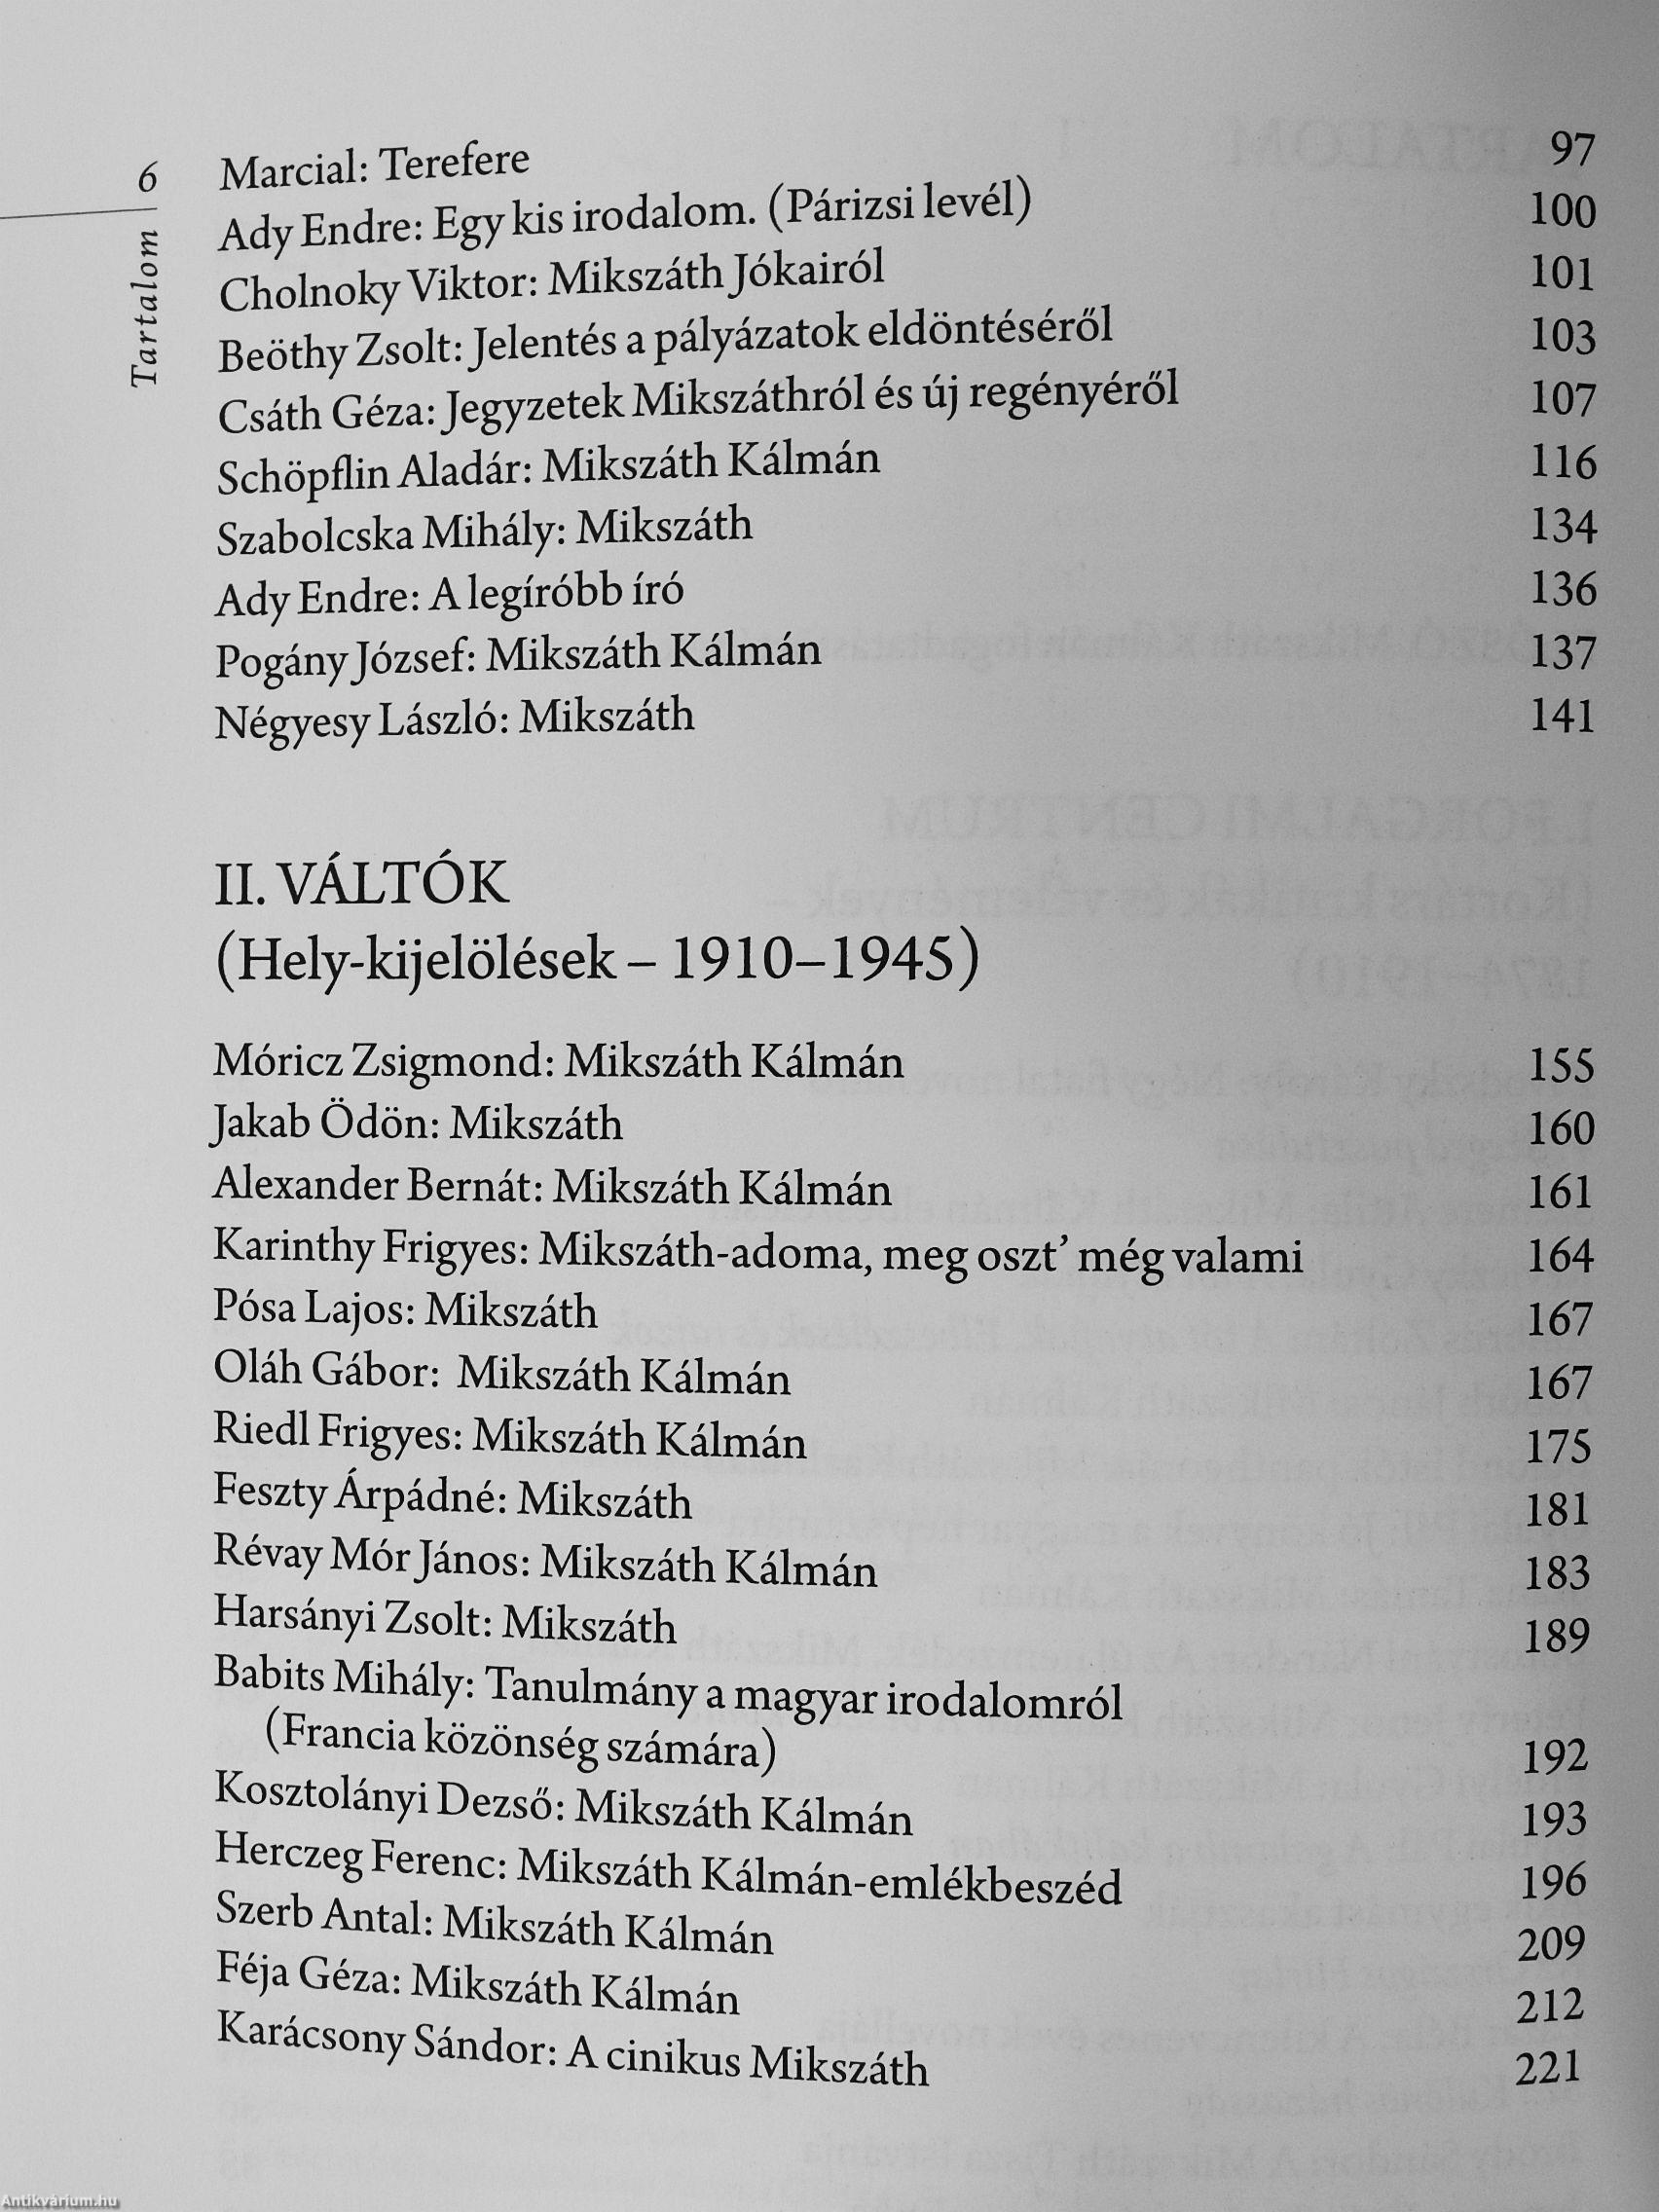 6
Tartalom
Marcial: Terefere 97
Ady Endre: Egy kis irodalom. (Párizsi levél) 100
Cholnoky Viktor: Mikszáth Jókairól 101
Beöthy Zsolt: Jelentés a pályázatok eldöntéséről 103
Csáth Géza: Jegyzetek Mikszáthról és új regényéről 107
Schöpflin Aladár: Mikszáth Kálmán 116
Szabolcska Mihály: Mikszáth 134
Ady Endre: A legíróbb író 136
Pogány József: Mikszáth Kálmán 137
Négyesy László: Mikszáth 141
II. VÁLTÓK
(Hely-kijelölések – 1910–1945)
Móricz Zsigmond: Mikszáth Kálmán 155
Jakab Ödön: Mikszáth 160
Alexander Bernát: Mikszáth Kálmán 161
Karinthy Frigyes: Mikszáth-adoma, meg oszt’ még valami 164
Pósa Lajos: Mikszáth 167
Oláh Gábor: Mikszáth Kálmán 167
Riedl Frigyes: Mikszáth Kálmán 175
Feszty Árpádné: Mikszáth 181
Révay Mór János: Mikszáth Kálmán 183
Harsányi Zsolt: Mikszáth 189
Babits Mihály: Tanulmány a magyar irodalomról
(Francia közönség számára) 192
Kosztolányi Dezső: Mikszáth Kálmán 193
Herczeg Ferenc: Mikszáth Kálmán-emlékbeszéd 196
Szerb Antal: Mikszáth Kálmán 209
Féja Géza: Mikszáth Kálmán 212
Karácsony Sándor: A cinikus Mikszáth 221
Antikvárium.hu